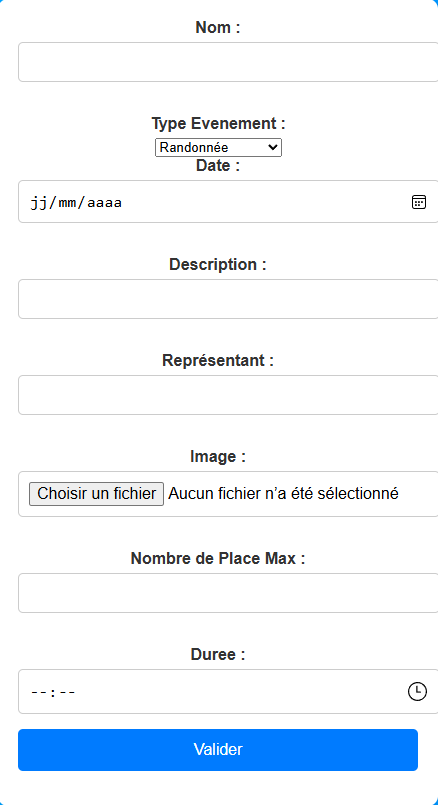 Nom :
Type Evenement :
Randonnée
Date :
jj/mm/aaaa
Description :
Représentant :
Image :
Choisir un fichier Aucun fichier n’a été sélectionné
Nombre de Place Max :
Duree :
--:--
Valider